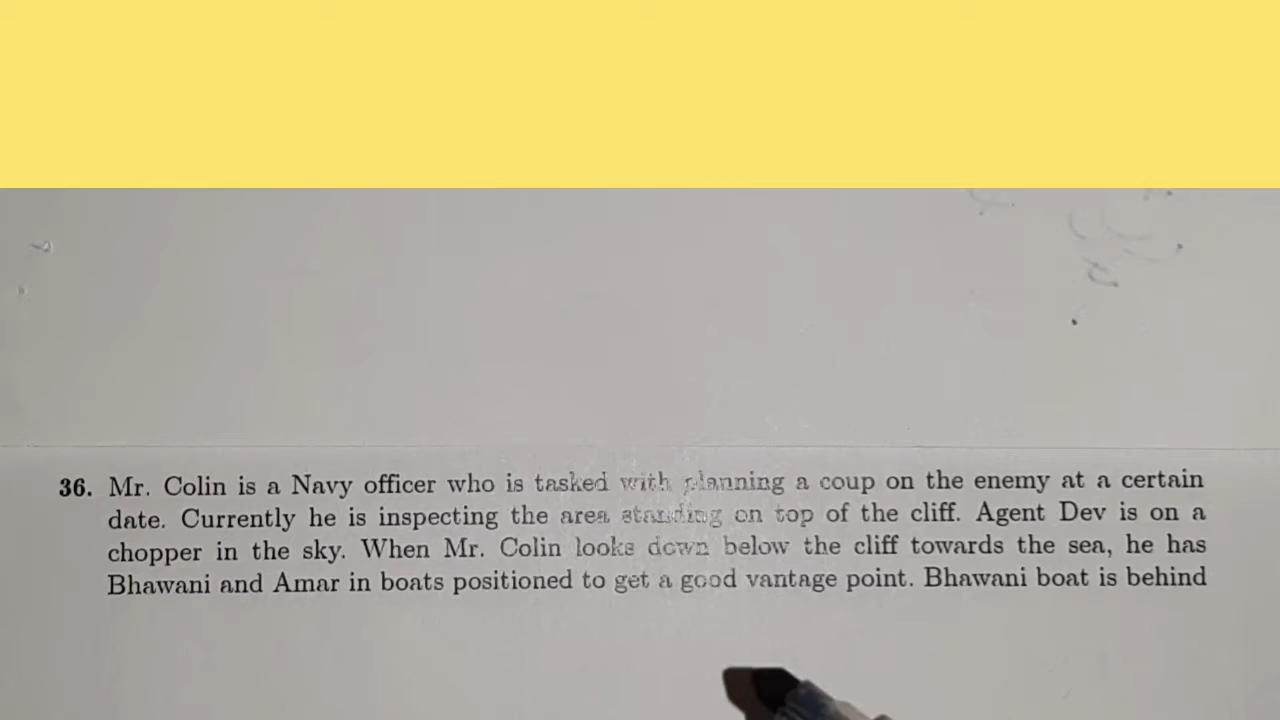 36. Mr. Colin is a Navy officer who is tasked with planning a coup on the enemy at a certain
date. Currently he is inspecting the area standing on top of the cliff. Agent Dev is on a
chopper in the sky. When Mr. Colin looks down below the cliff towards the sea, he has
Bhawani and Amar in boats positioned to get a good vantage point. Bhawani boat is behind